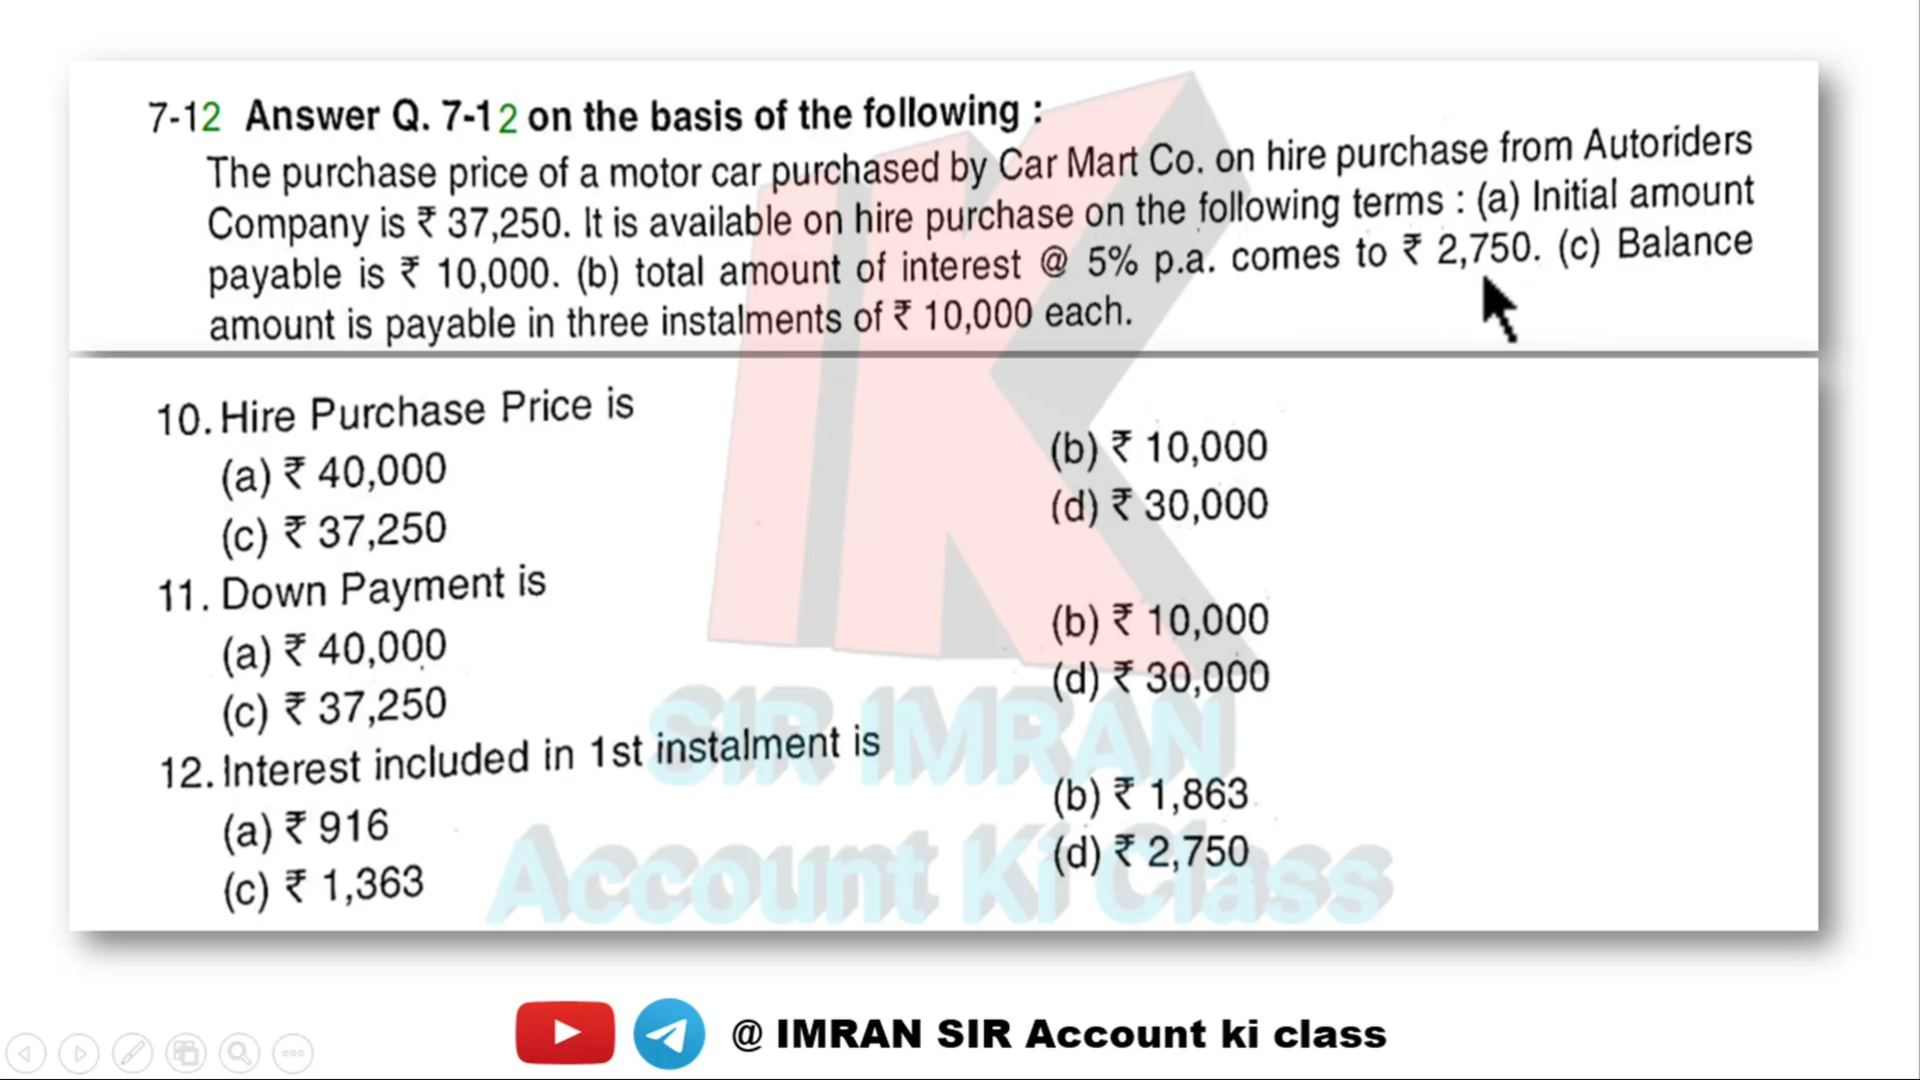 7-12 Answer Q. 7-12 on the basis of the following :
The purchase price of a motor car purchased by Car Mart Co. on hire purchase from Autoriders
Company is ₹ 37,250. It is available on hire purchase on the following terms : (a) Initial amount
payable is ₹ 10,000. (b) total amount of interest @ 5% p.a. comes to ₹ 2,750. (c) Balance
amount is payable in three instalments of ₹ 10,000 each.
10. Hire Purchase Price is
(a) ₹ 40,000
(b) ₹ 10,000
(c) ₹ 37,250
(d) ₹ 30,000
11. Down Payment is
(a) ₹ 40,000
(b) ₹ 10,000
(c) ₹ 37,250
(d) ₹ 30,000
12. Interest included in 1st instalment is
(a) ₹ 916
(b) ₹ 1,863
(c) ₹ 1,363
(d) ₹ 2,750
SIR IMRAN
Account Ki Class
@ IMRAN SIR Account ki class